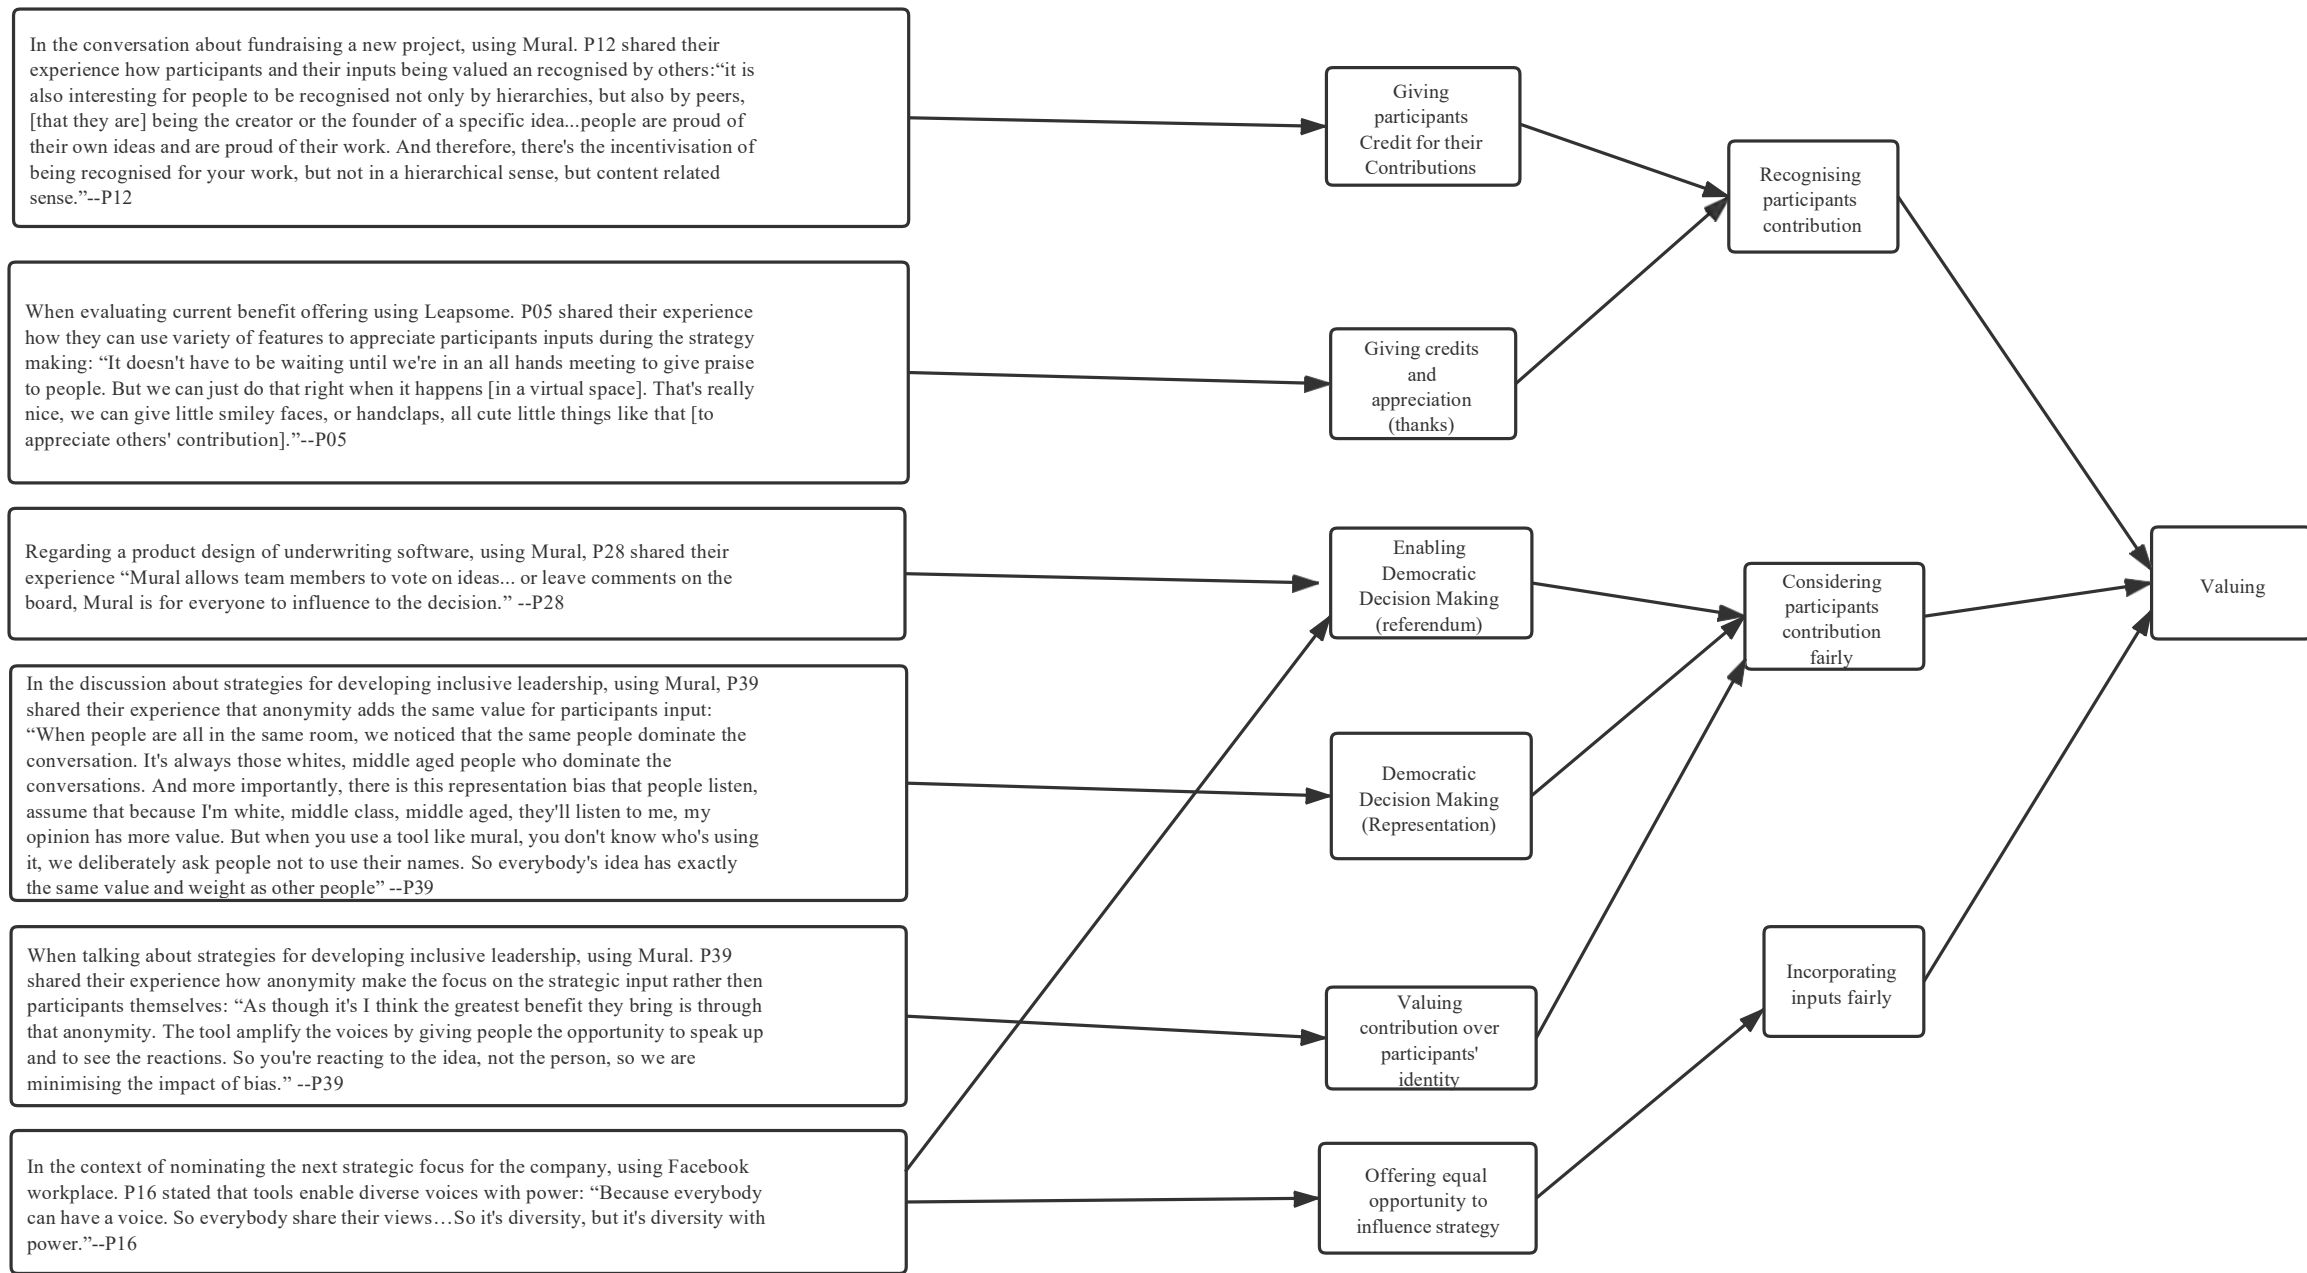 In the conversation about fundraising a new project, using Mural. P12 shared their
experience how participants and their inputs being valued an recognised by others:“it is
also interesting for people to be recognised not only by hierarchies, but also by peers,
[that they are] being the creator or the founder of a specific idea...people are proud of
their own ideas and are proud of their work. And therefore, there's the incentivisation of
being recognised for your work, but not in a hierarchical sense, but content related
sense.”--P12
When evaluating current benefit offering using Leapsome. P05 shared their experience
how they can use variety of features to appreciate participants inputs during the strategy
making: “It doesn't have to be waiting until we're in an all hands meeting to give praise
to people. But we can just do that right when it happens [in a virtual space]. That's really
nice, we can give little smiley faces, or handclaps, all cute little things like that [to
appreciate others' contribution].”--P05
Regarding a product design of underwriting software, using Mural, P28 shared their
experience “Mural allows team members to vote on ideas... or leave comments on the
board, Mural is for everyone to influence to the decision.” --P28
In the discussion about strategies for developing inclusive leadership, using Mural, P39
shared their experience that anonymity adds the same value for participants input:
“When people are all in the same room, we noticed that the same people dominate the
conversation. It's always those whites, middle aged people who dominate the
conversations. And more importantly, there is this representation bias that people listen,
assume that because I'm white, middle class, middle aged, they'll listen to me, my
opinion has more value. But when you use a tool like mural, you don't know who's using
it, we deliberately ask people not to use their names. So everybody's idea has exactly
the same value and weight as other people” --P39
When talking about strategies for developing inclusive leadership, using Mural. P39
shared their experience how anonymity make the focus on the strategic input rather then
participants themselves: “As though it's I think the greatest benefit they bring is through
that anonymity. The tool amplify the voices by giving people the opportunity to speak up
and to see the reactions. So you're reacting to the idea, not the person, so we are
minimising the impact of bias.” --P39
In the context of nominating the next strategic focus for the company, using Facebook
workplace. P16 stated that tools enable diverse voices with power: “Because everybody
can have a voice. So everybody share their views…So it's diversity, but it's diversity with
power.”--P16
Giving
participants
Credit for their
Contributions
Giving credits
and
appreciation
(thanks)
Enabling
Democratic
Decision Making
(referendum)
Democratic
Decision Making
(Representation)
Valuing
contribution over
participants'
identity
Offering equal
opportunity to
influence strategy
Recognising
participants
contribution
Considering
participants
contribution
fairly
Incorporating
inputs fairly
Valuing